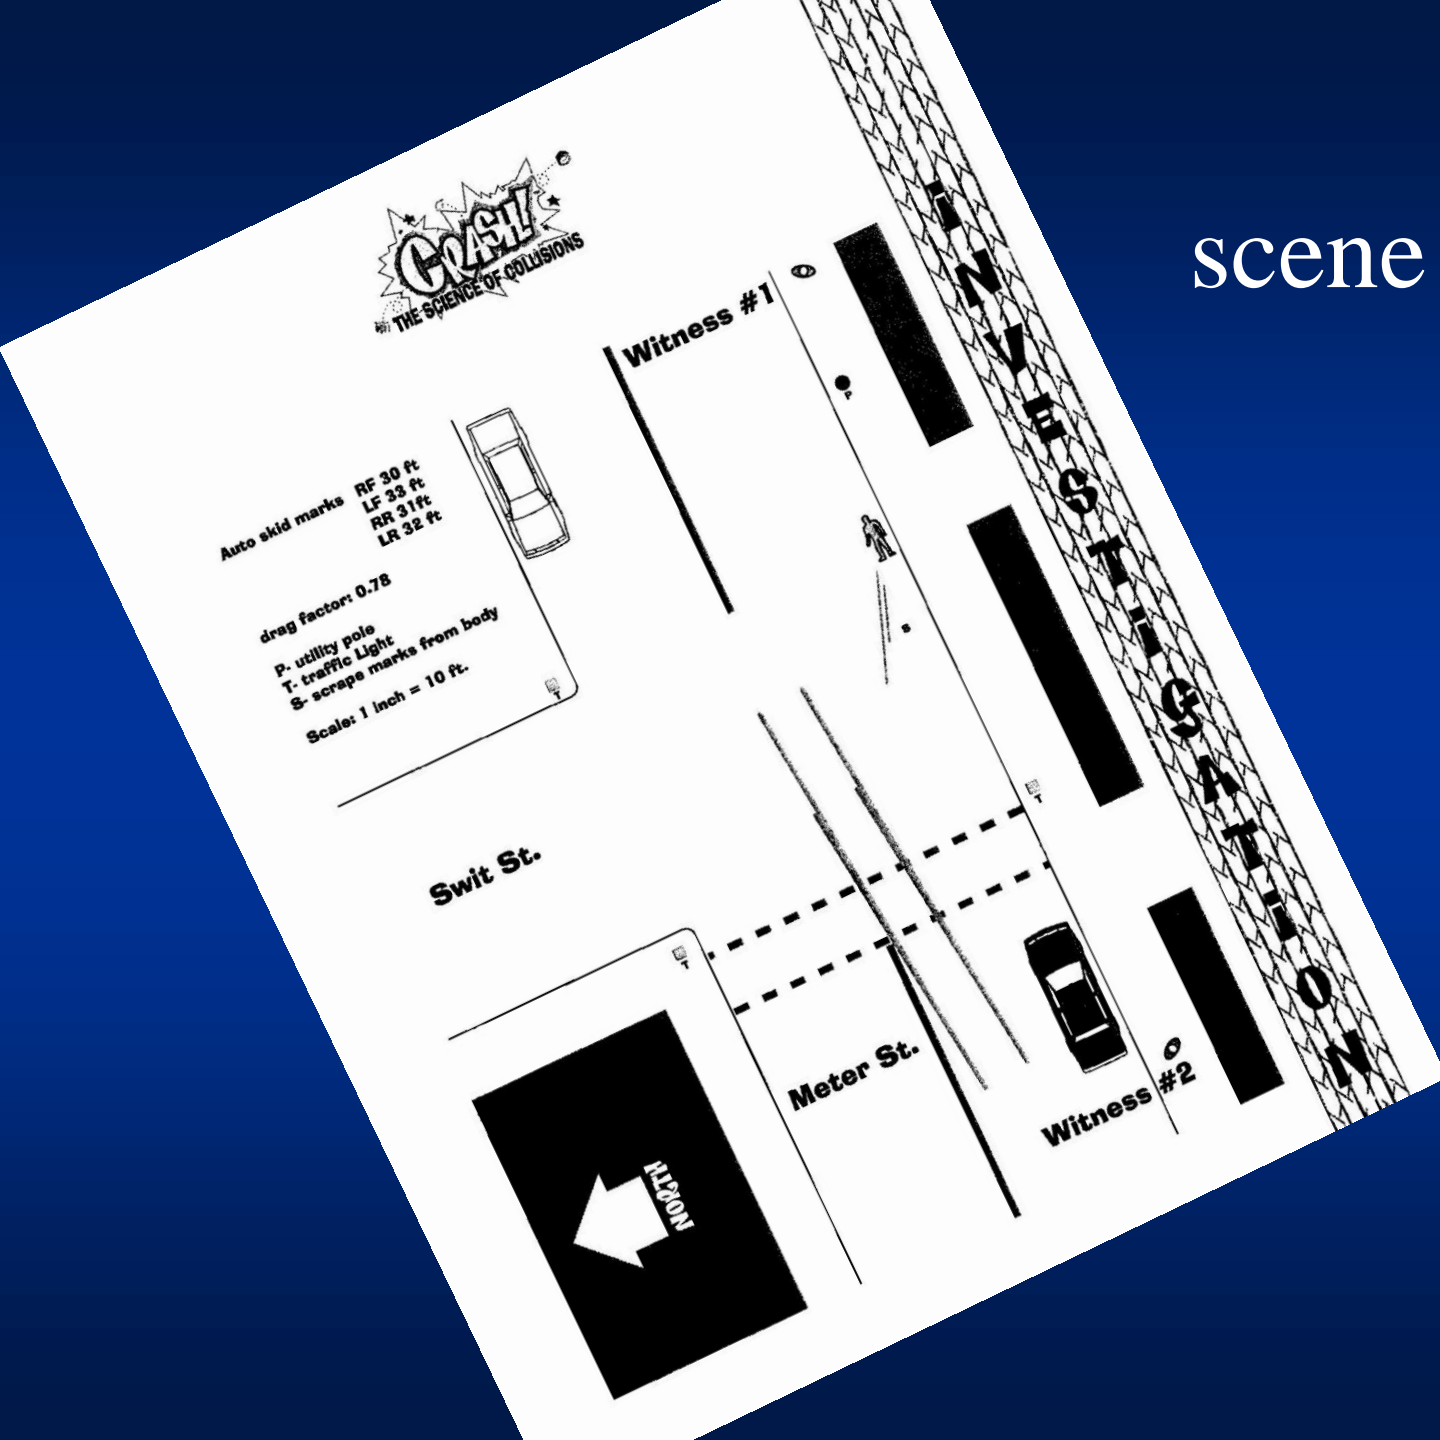 scene
CRASH!
THE SCIENCE OF COLLISIONS
INVESTIGATION
Witness #1
P
Auto skid marks RF 30 ft
LF 33 ft
RR 31ft
LR 32 ft
drag factor: 0.78
P- utility pole
T- traffic Light
S- scrape marks from body
Scale: 1 inch = 10 ft.
S
T
T
Swit St.
T
Meter St.
Witness #2
NORTH